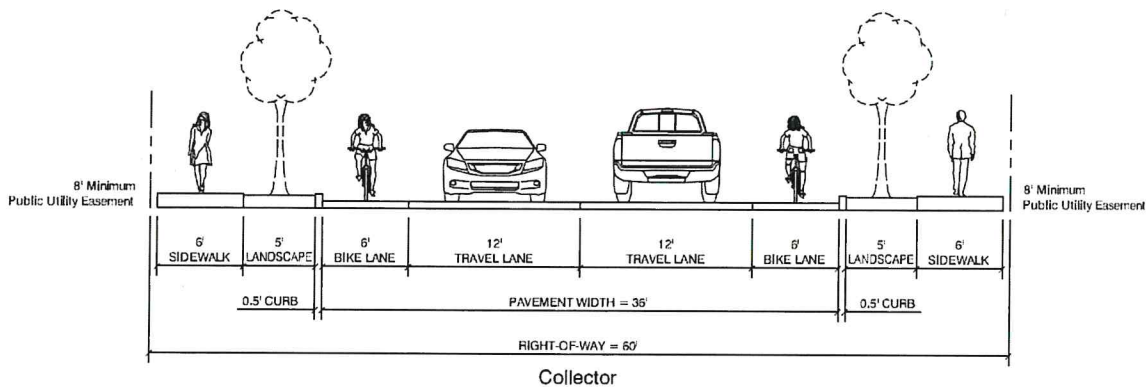 8' Minimum
Public Utility Easement
8' Minimum
Public Utility Easement
6'
SIDEWALK
5'
LANDSCAPE
6'
BIKE LANE
12'
TRAVEL LANE
12'
TRAVEL LANE
6'
BIKE LANE
5'
LANDSCAPE
6'
SIDEWALK
0.5' CURB
PAVEMENT WIDTH = 36'
0.5' CURB
RIGHT-OF-WAY = 60'
Collector